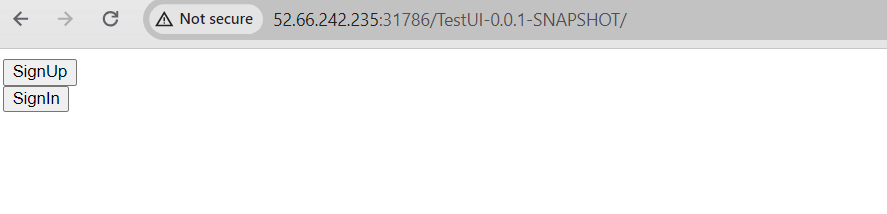 Not secure 52.66.242.235:31786/TestUI-0.0.1-SNAPSHOT/
SignUp
SignIn